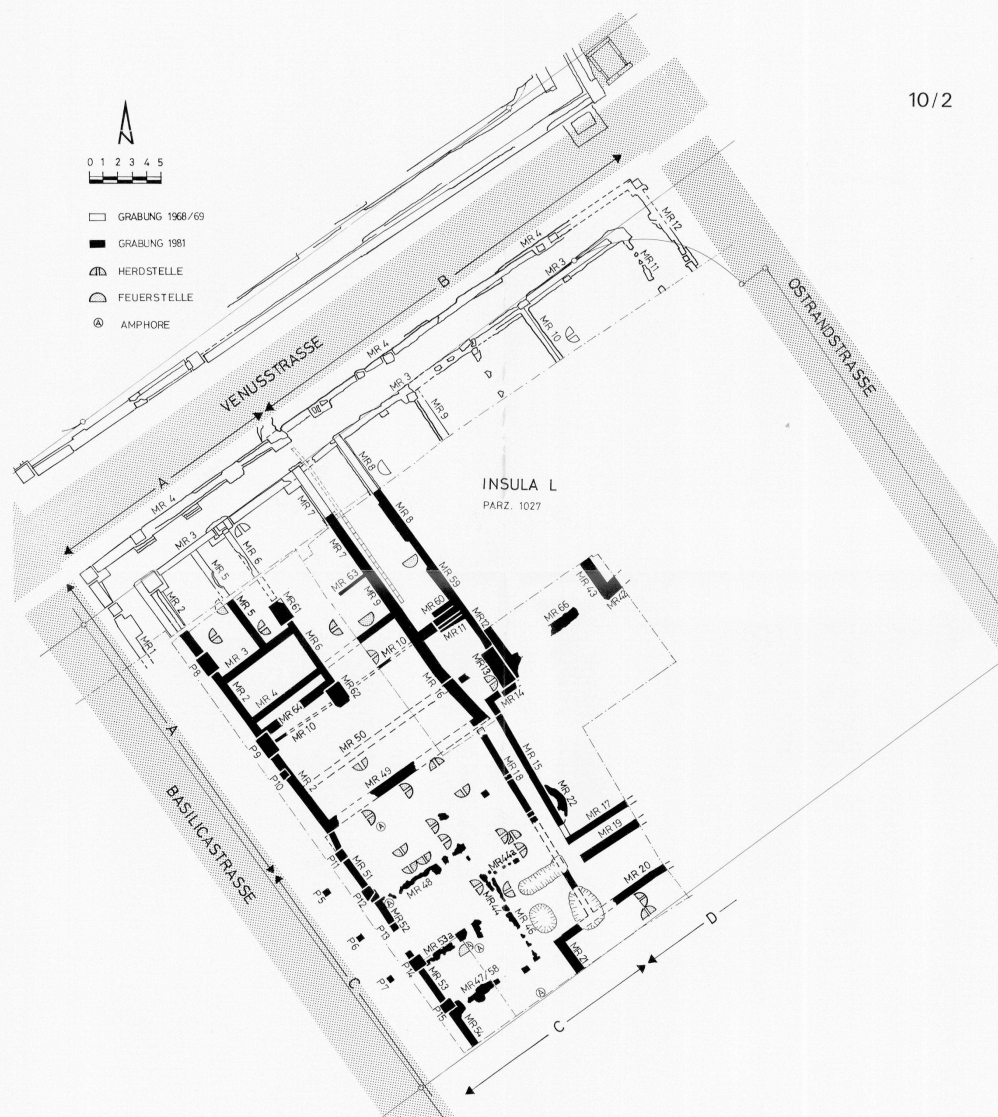 10/2
N
0 1 2 3 4 5
GRABUNG 1968/69
GRABUNG 1981
HERDSTELLE
FEUERSTELLE
A AMPHORE
VENUSSTRASSE
OSTRANDSTRASSE
BASILICASTRASSE
INSULA L
PARZ. 1027
A
B
A
C
C
D
MR 12
MR 4
MR 3
MR 11
MR 10
MR 4
MR 3
MR 9
MR 8
MR 4
MR 3
MR 7
MR 6
MR 5
MR 2
MR 1
MR 8
MR 7
MR 59
MR 63
MR 9
MR 60
MR 11
MR 12
MR 13
MR 14
MR 43
MR 42
MR 66
MR 5
MR 61
MR 3
MR 6
P8
MR 2
MR 4
MR 62
MR 64
MR 10
MR 10
MR 16
P9
P10
MR 2
MR 50
MR 49
MR 15
MR 18
MR 22
MR 17
MR 19
MR 20
A
P11
MR 51
P12
A
MR 52
P13
MR 48
MR 44a
MR 44
MR 46
P5
P6
P7
P14
MR 53a
A
MR 53
MR 47/58
P15
MR 54
MR 21
A